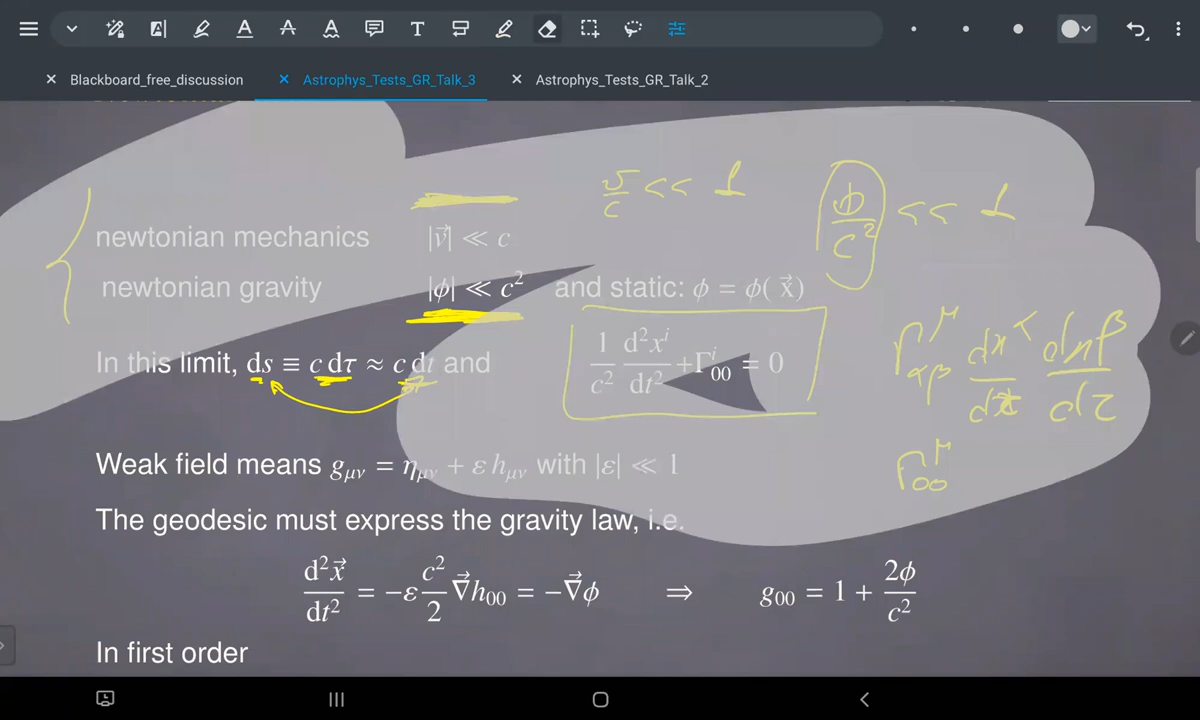 Blackboard_free_discussion Astrophys_Tests_GR_Talk_3 Astrophys_Tests_GR_Talk_2
v/c << 1
ϕ/c² << 1
newtonian mechanics |v⃗| ≪ c
newtonian gravity |ϕ| ≪ c² and static: ϕ = ϕ( x⃗)
In this limit, ds ≡ c dτ ≈ c dt and 1/c² d²xⁱ/dt² + Γⁱ₀₀ = 0
Γ^μ_αβ dx^α/dτ dx^β/dτ
Γ^μ_00
Weak field means g_μν = η_μν + ε h_μν with |ε| ≪ 1
The geodesic must express the gravity law, i.e.
d²x⃗/dt² = −ε c²/2 ∇⃗h₀₀ = −∇⃗ϕ ⇒ g₀₀ = 1 + 2ϕ/c²
In first order